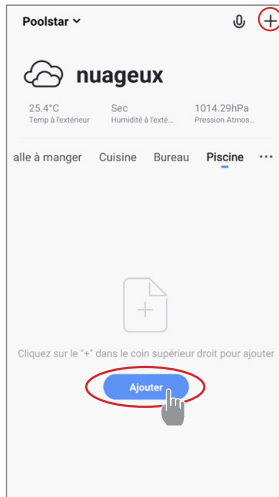 Poolstar
nuageux
25.4°C Sec 1014.29hPa
Temp à l'extérieur Humidité à l'exté... Pression Atmos...
alle à manger Cuisine Bureau Piscine ...
Cliquez sur le "+" dans le coin supérieur droit pour ajouter
Ajouter